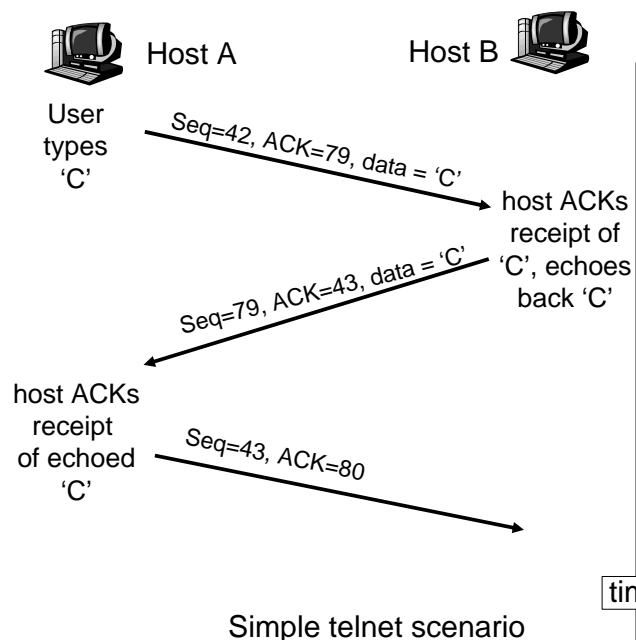 Host A
Host B
User
types
‘C’
Seq=42, ACK=79, data = ‘C’
host ACKs
receipt of
‘C’, echoes
back ‘C’
Seq=79, ACK=43, data = ‘C’
host ACKs
receipt
of echoed
‘C’
Seq=43, ACK=80
Simple telnet scenario